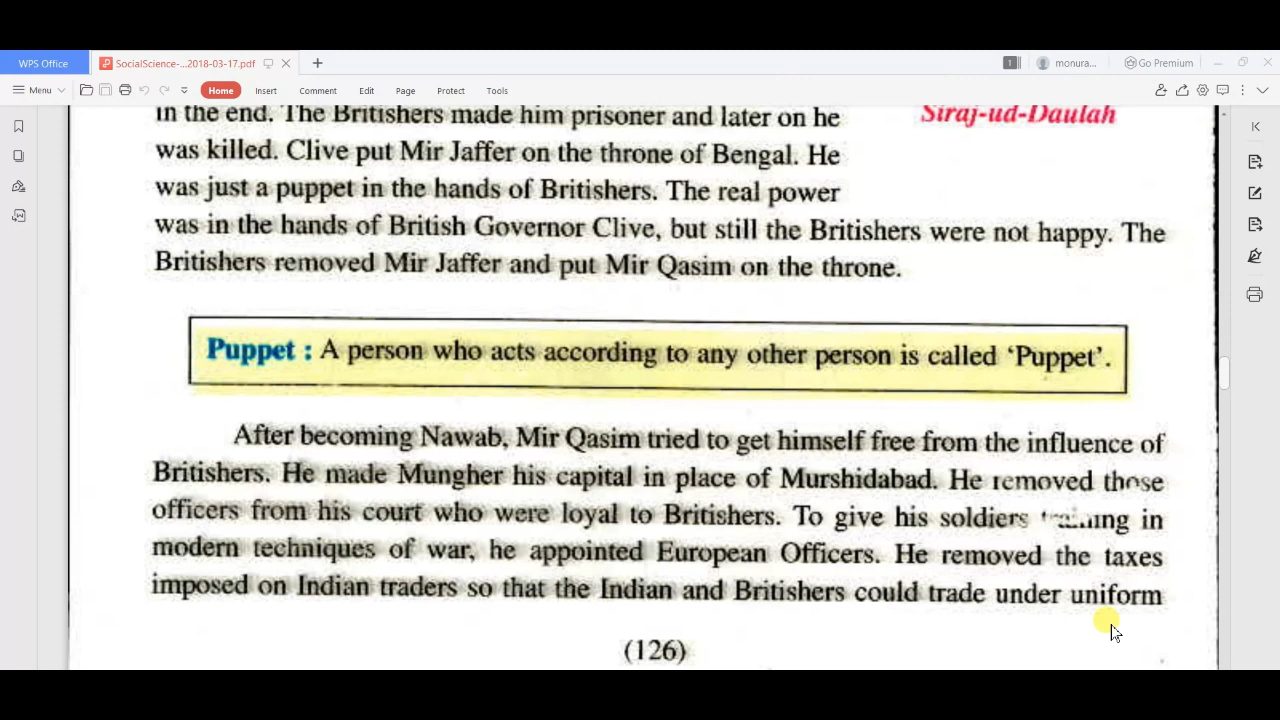 WPS Office
SocialScience-...2018-03-17.pdf
1
monura...
Go Premium
Menu
Home
Insert
Comment
Edit
Page
Protect
Tools
in the end. The Britishers made him prisoner and later on he
Siraj-ud-Daulah
was killed. Clive put Mir Jaffer on the throne of Bengal. He
was just a puppet in the hands of Britishers. The real power
was in the hands of British Governor Clive, but still the Britishers were not happy. The
Britishers removed Mir Jaffer and put Mir Qasim on the throne.
Puppet : A person who acts according to any other person is called ‘Puppet’.
After becoming Nawab, Mir Qasim tried to get himself free from the influence of
Britishers. He made Mungher his capital in place of Murshidabad. He removed those
officers from his court who were loyal to Britishers. To give his soldiers training in
modern techniques of war, he appointed European Officers. He removed the taxes
imposed on Indian traders so that the Indian and Britishers could trade under uniform
(126)